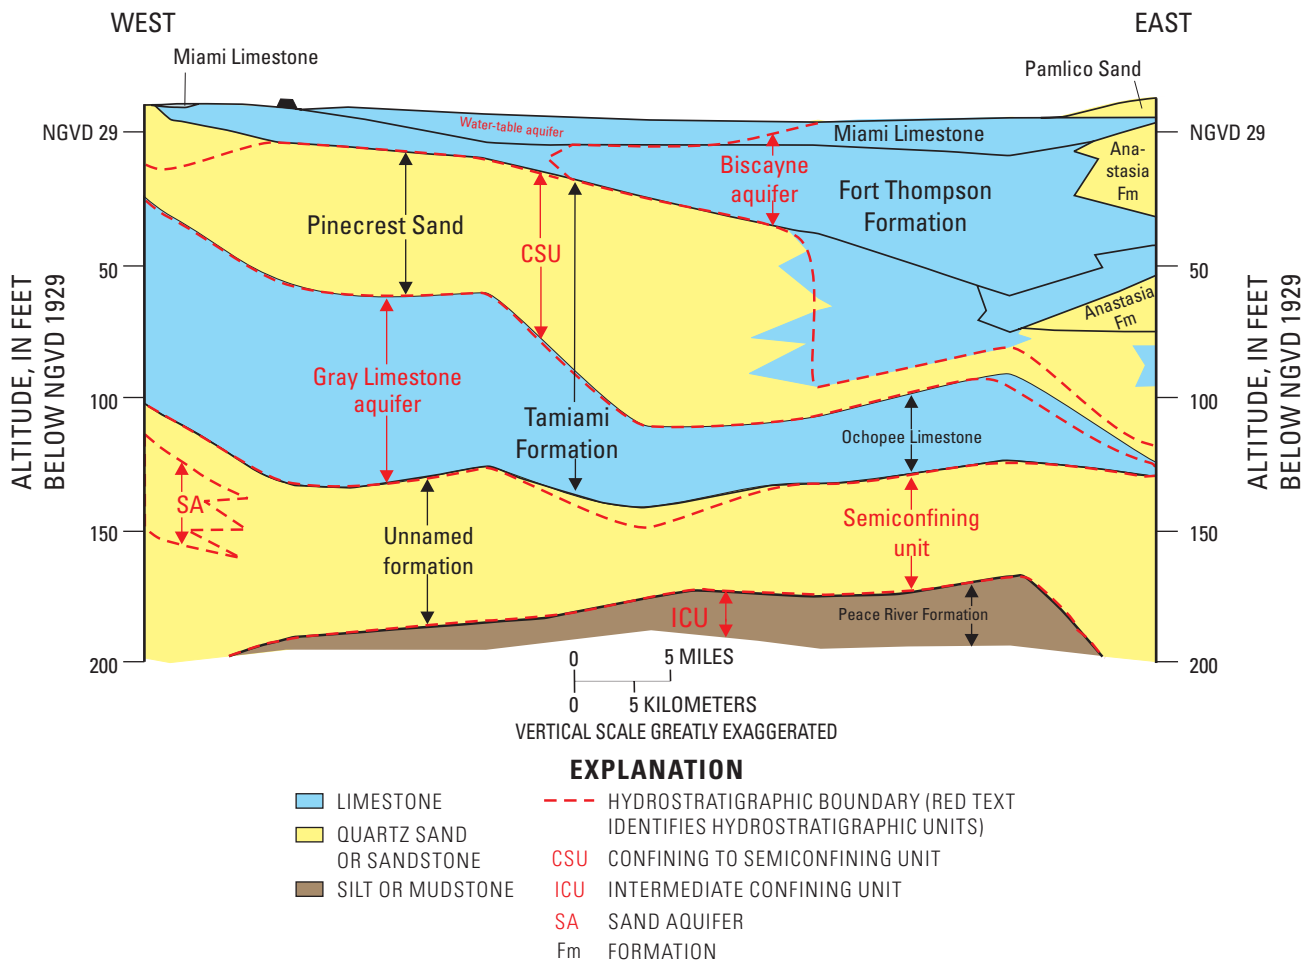 WEST
EAST
Miami Limestone
Pamlico Sand
NGVD 29
Water-table aquifer
Miami Limestone
NGVD 29
Biscayne
aquifer
Fort Thompson
Formation
Ana-
stasia
Fm
Pinecrest Sand
CSU
50
50
ALTITUDE, IN FEET
BELOW NGVD 1929
ALTITUDE, IN FEET
BELOW NGVD 1929
Anastasia
Fm
Gray Limestone
aquifer
100
100
Tamiami
Formation
Ochopee Limestone
SA
Unnamed
formation
Semiconfining
unit
150
150
ICU
Peace River Formation
200
200
0 5 MILES
0 5 KILOMETERS
VERTICAL SCALE GREATLY EXAGGERATED
EXPLANATION
LIMESTONE
QUARTZ SAND
OR SANDSTONE
SILT OR MUDSTONE
HYDROSTRATIGRAPHIC BOUNDARY (RED TEXT
IDENTIFIES HYDROSTRATIGRAPHIC UNITS)
CSU CONFINING TO SEMICONFINING UNIT
ICU INTERMEDIATE CONFINING UNIT
SA SAND AQUIFER
Fm FORMATION